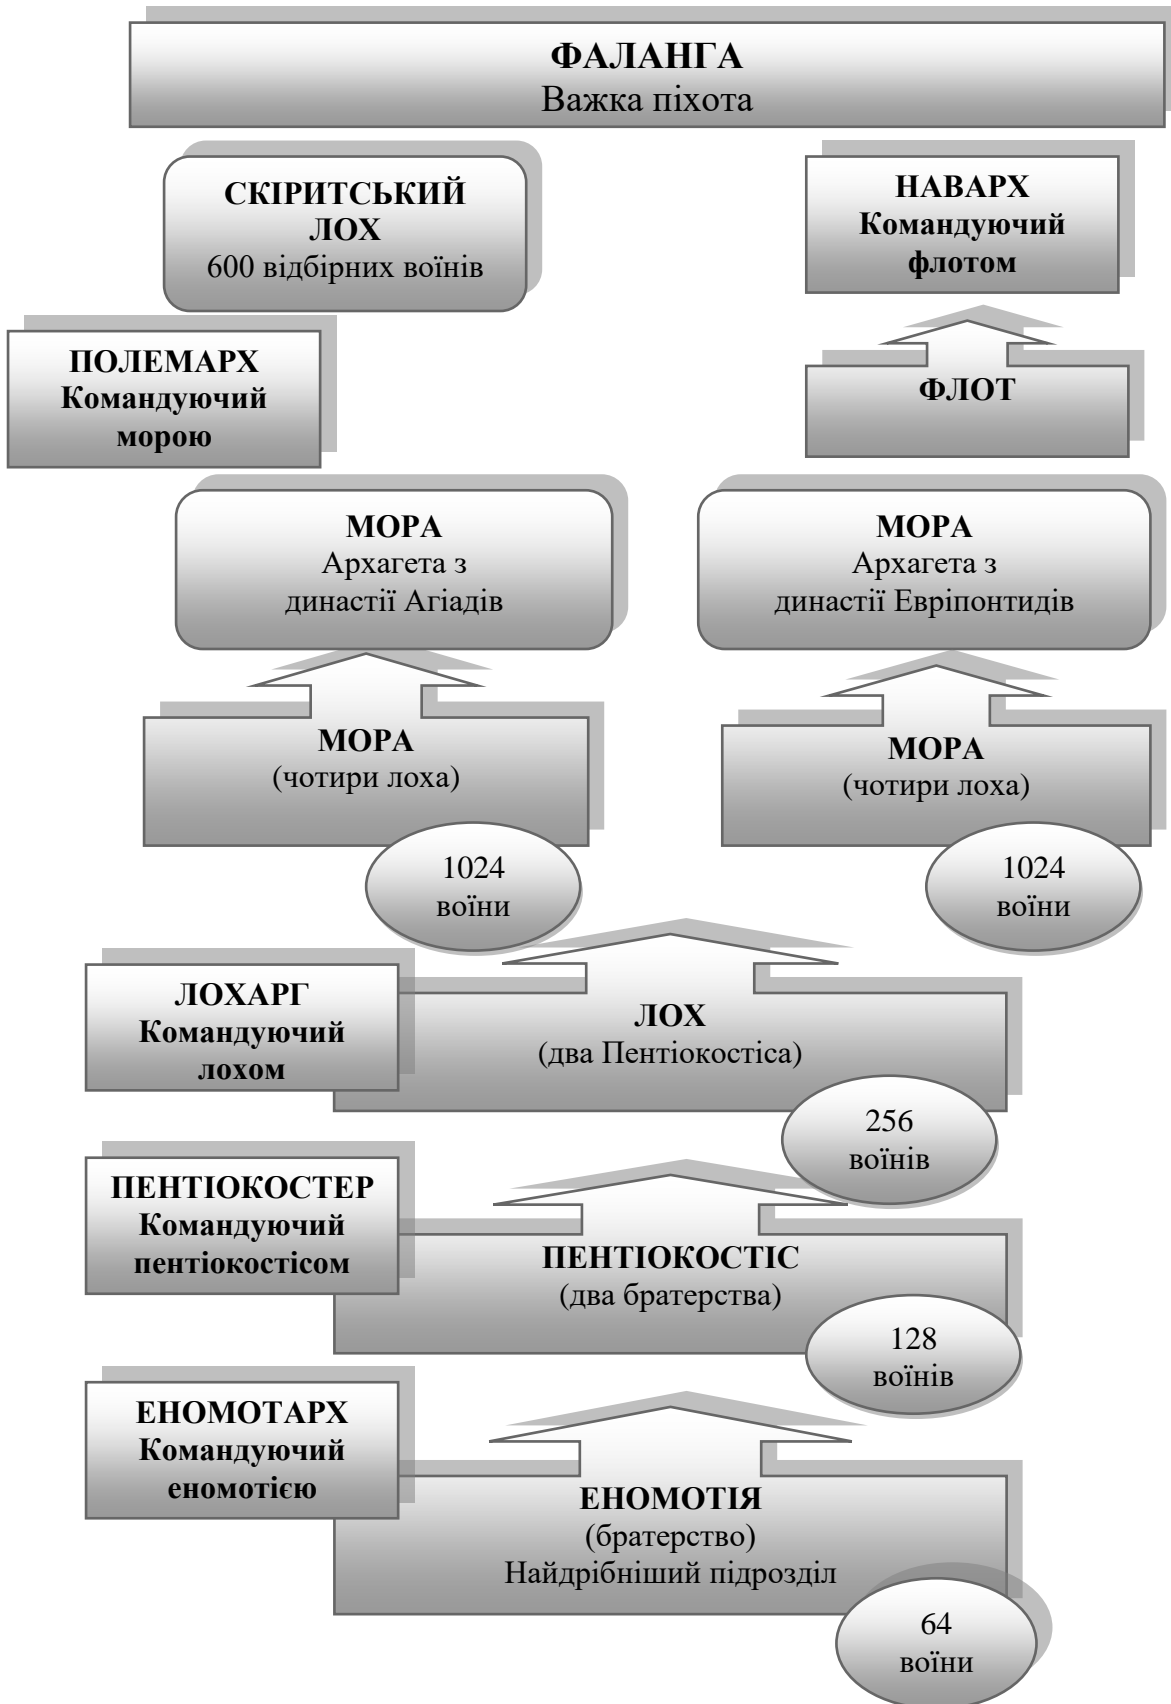 ФАЛАНГА
Важка піхота
СКІРИТСЬКИЙ
ЛОХ
600 відбірних воїнів
НАВАРХ
Командуючий
флотом
ПОЛЕМАРХ
Командуючий
морою
ФЛОТ
МОРА
Архагета з
династії Агіадів
МОРА
Архагета з
династії Евріпонтидів
МОРА
(чотири лоха)
1024
воїни
МОРА
(чотири лоха)
1024
воїни
ЛОХАРГ
Командуючий
лохом
ЛОХ
(два Пентіокостіса)
256
воїнів
ПЕНТІОКОСТЕР
Командуючий
пентіокостісом
ПЕНТІОКОСТІС
(два братерства)
128
воїнів
ЕНОМОТАРХ
Командуючий
еномотією
ЕНОМОТІЯ
(братерство)
Найдрібніший підрозділ
64
воїни